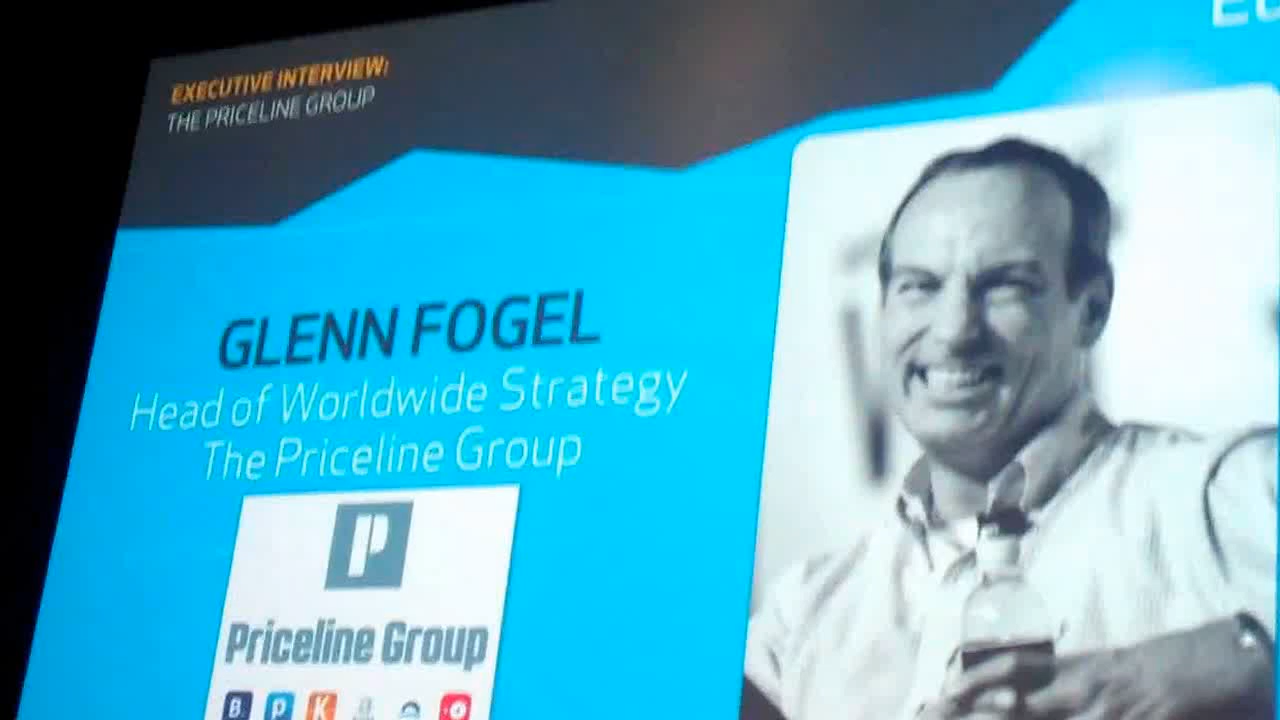 EXECUTIVE INTERVIEW:
THE PRICELINE GROUP
GLENN FOGEL
Head of Worldwide Strategy
The Priceline Group
P
Priceline Group
B. P K